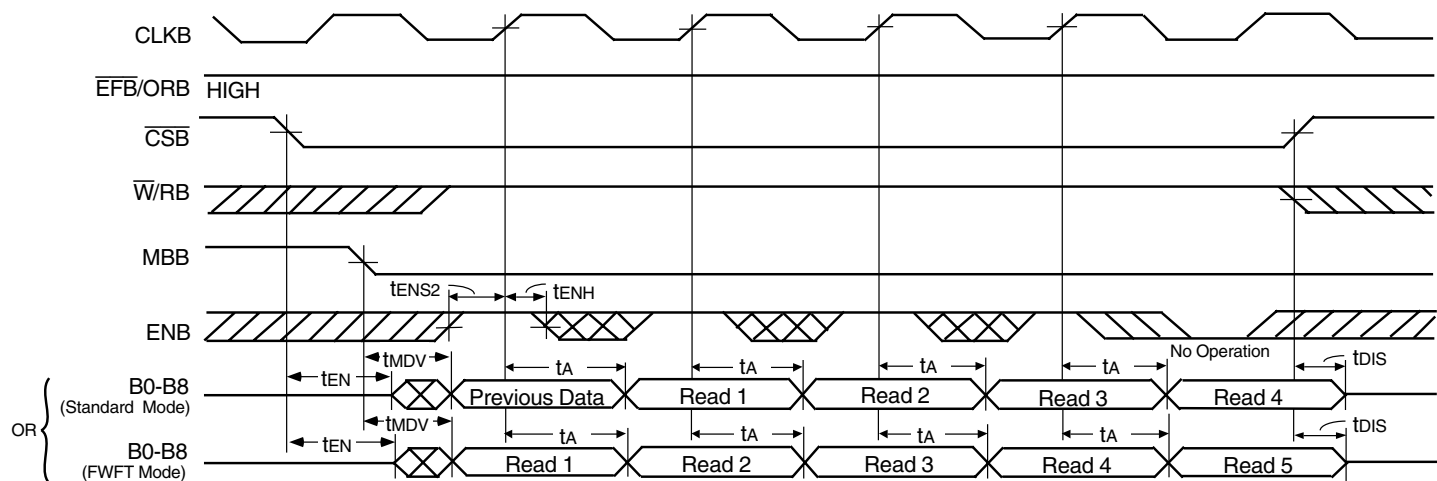 CLKB
EFB/ORB HIGH
CSB
W/RB
MBB
tENS2 tENH
ENB
No Operation
tMDV
tEN tA tA tA tA tDIS
B0-B8
(Standard Mode)
Previous Data Read 1 Read 2 Read 3 Read 4
OR
tMDV
tEN tA tA tA tA tDIS
B0-B8
(FWFT Mode)
Read 1 Read 2 Read 3 Read 4 Read 5